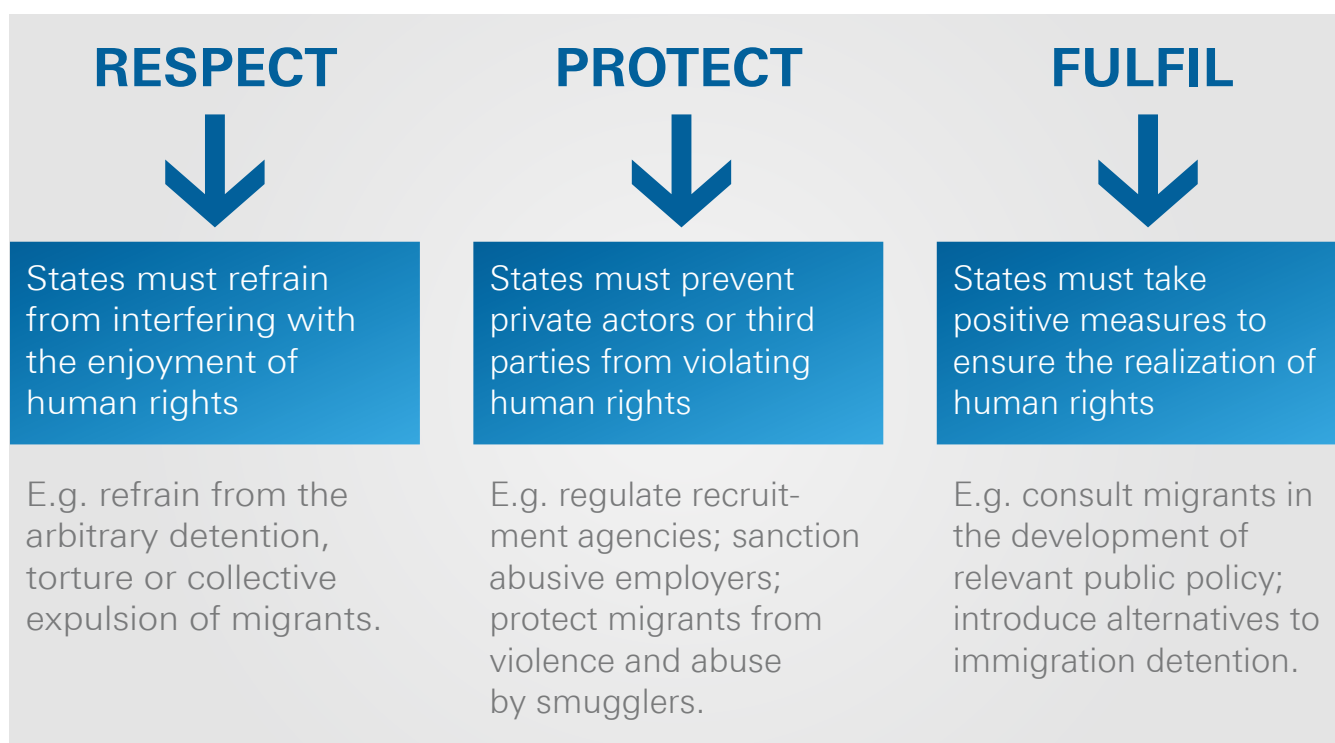 RESPECT
States must refrain
from interfering with
the enjoyment of
human rights
E.g. refrain from the
arbitrary detention,
torture or collective
expulsion of migrants.
PROTECT
States must prevent
private actors or third
parties from violating
human rights
E.g. regulate recruit-
ment agencies; sanction
abusive employers;
protect migrants from
violence and abuse
by smugglers.
FULFIL
States must take
positive measures to
ensure the realization of
human rights
E.g. consult migrants in
the development of
relevant public policy;
introduce alternatives to
immigration detention.